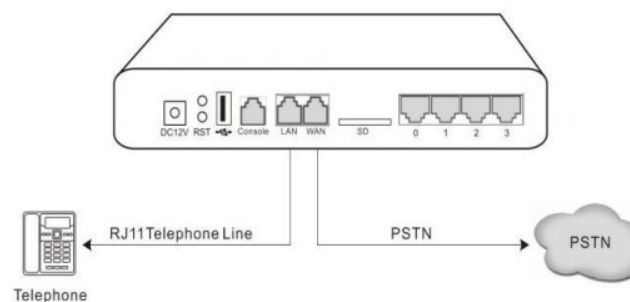 DC12V RST Console LAN WAN SD 0 1 2 3
RJ11Telephone Line
PSTN
PSTN
Telephone